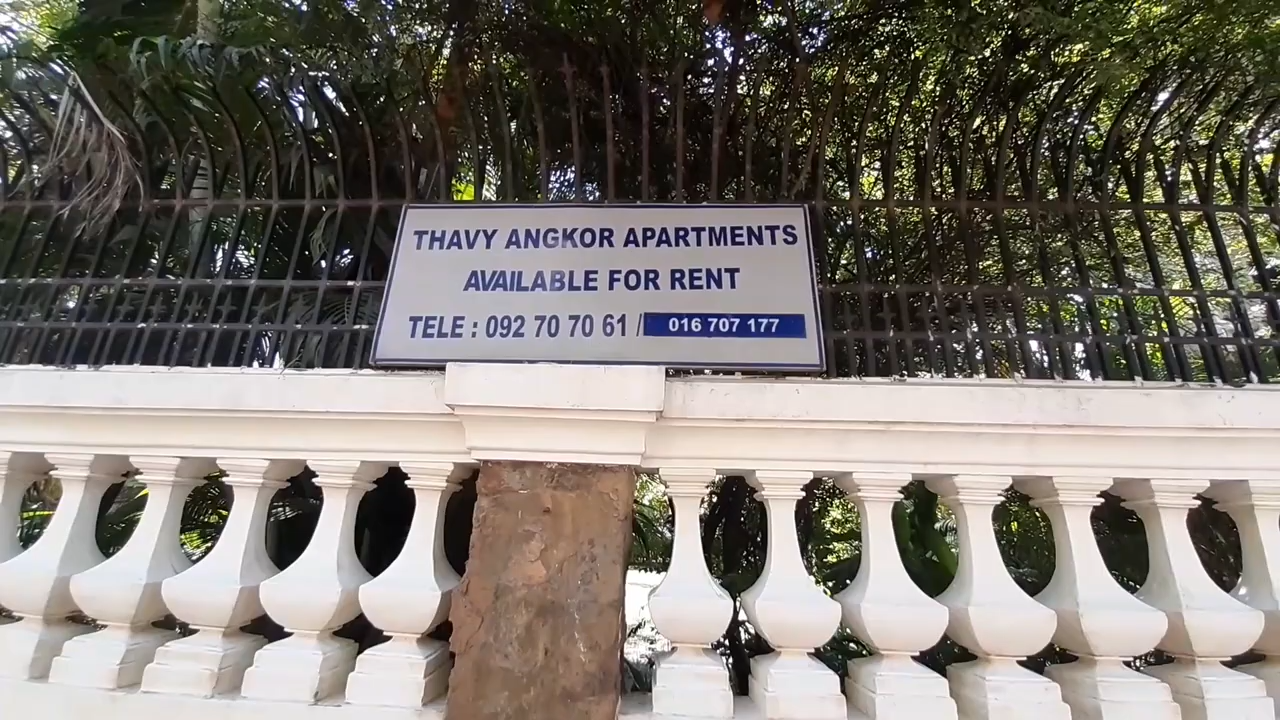 THAVY ANGKOR APARTMENTS
AVAILABLE FOR RENT
TELE : 092 70 70 61 / 016 707 177